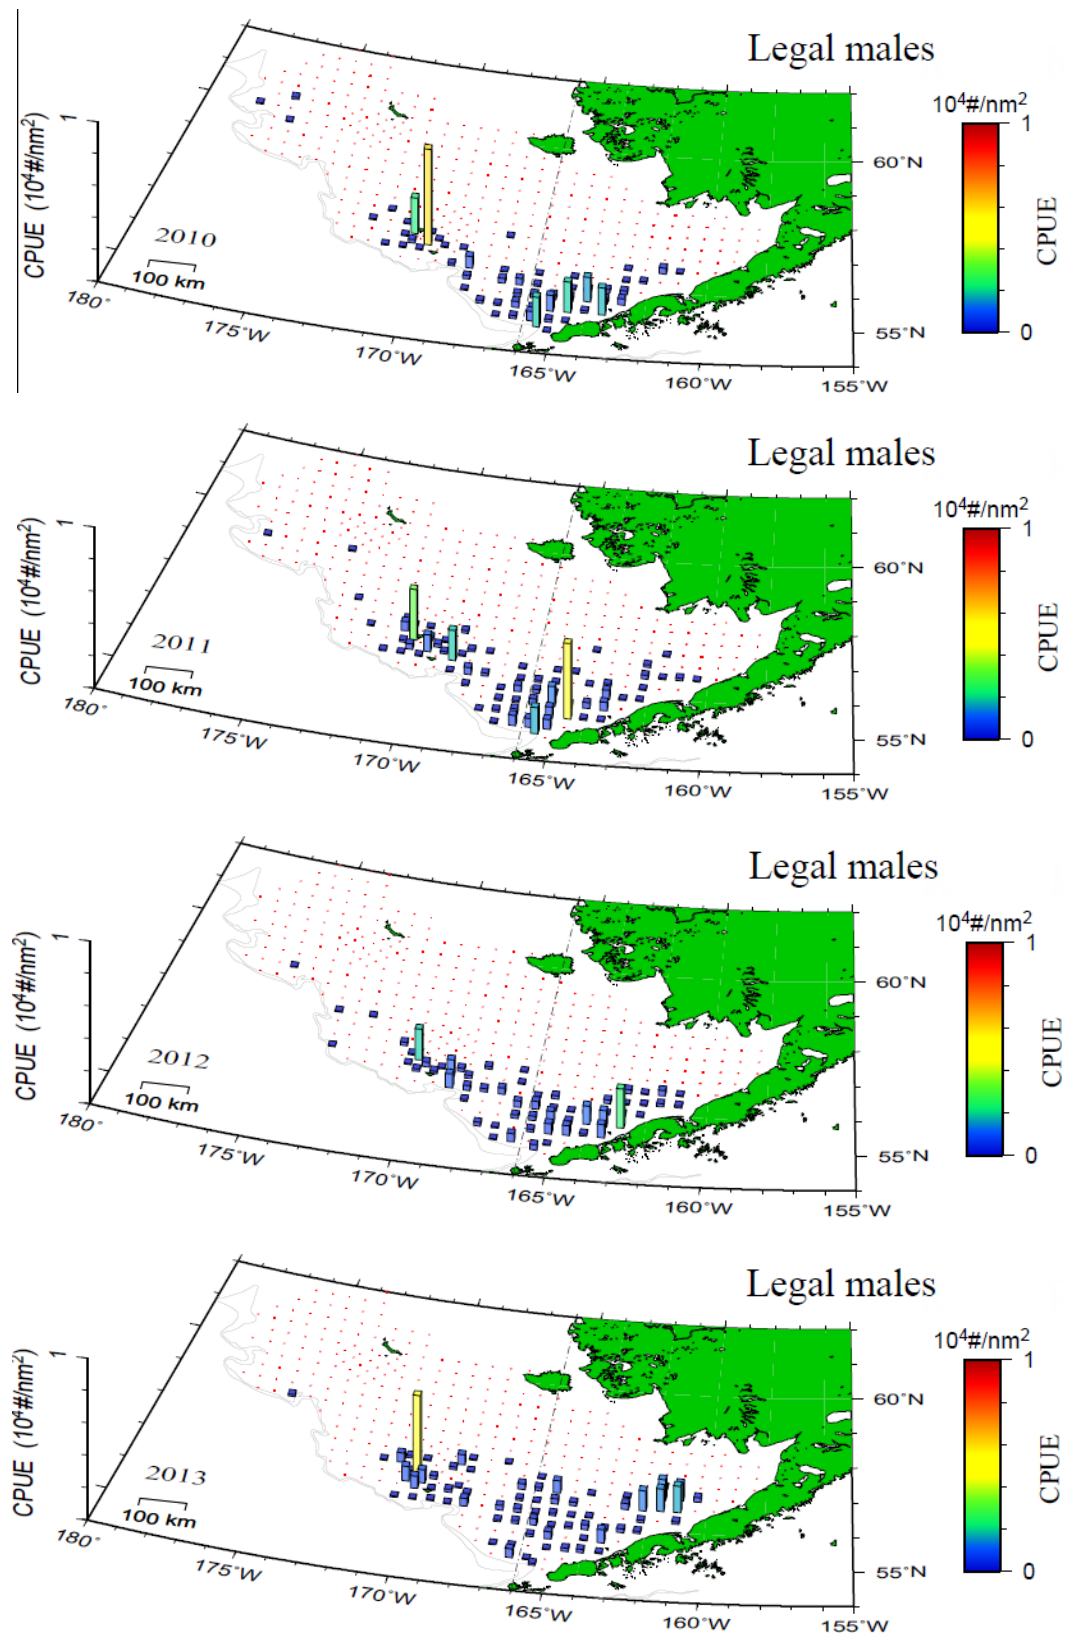 Legal males
10⁴#/nm²
1
1
60°N
CPUE (10⁴#/nm²)
CPUE
2010
100 km
180°
175°W
170°W
165°W
160°W
155°W
55°N
0
Legal males
10⁴#/nm²
1
1
60°N
CPUE (10⁴#/nm²)
CPUE
2011
100 km
180°
175°W
170°W
165°W
160°W
155°W
55°N
0
Legal males
10⁴#/nm²
1
1
60°N
CPUE (10⁴#/nm²)
CPUE
2012
100 km
180°
175°W
170°W
165°W
160°W
155°W
55°N
0
Legal males
10⁴#/nm²
1
1
60°N
CPUE (10⁴#/nm²)
CPUE
2013
100 km
180°
175°W
170°W
165°W
160°W
155°W
55°N
0